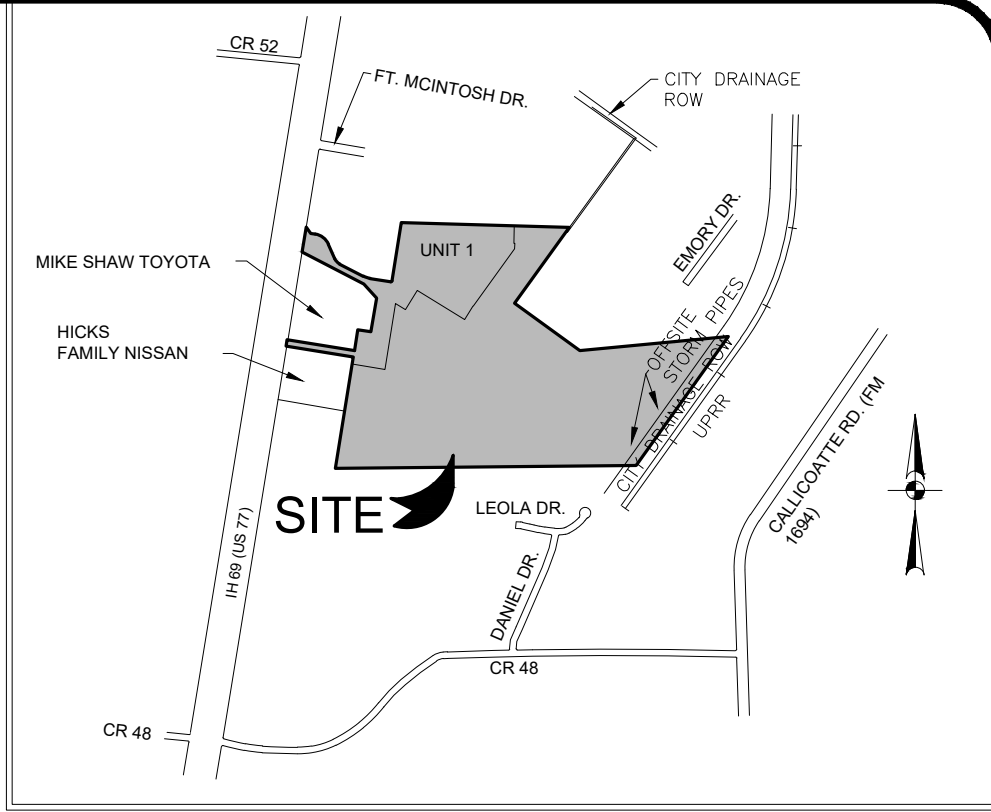 CR 52
FT. MCINTOSH DR.
CITY DRAINAGE
ROW
EMORY DR.
UNIT 1
MIKE SHAW TOYOTA
HICKS
FAMILY NISSAN
OFFSITE
STORM PIPES
CITY DRAINAGE ROW
UPRR
CALLICOATTE RD. (FM
1694)
SITE
LEOLA DR.
IH 69 (US 77)
DANIEL DR.
CR 48
CR 48